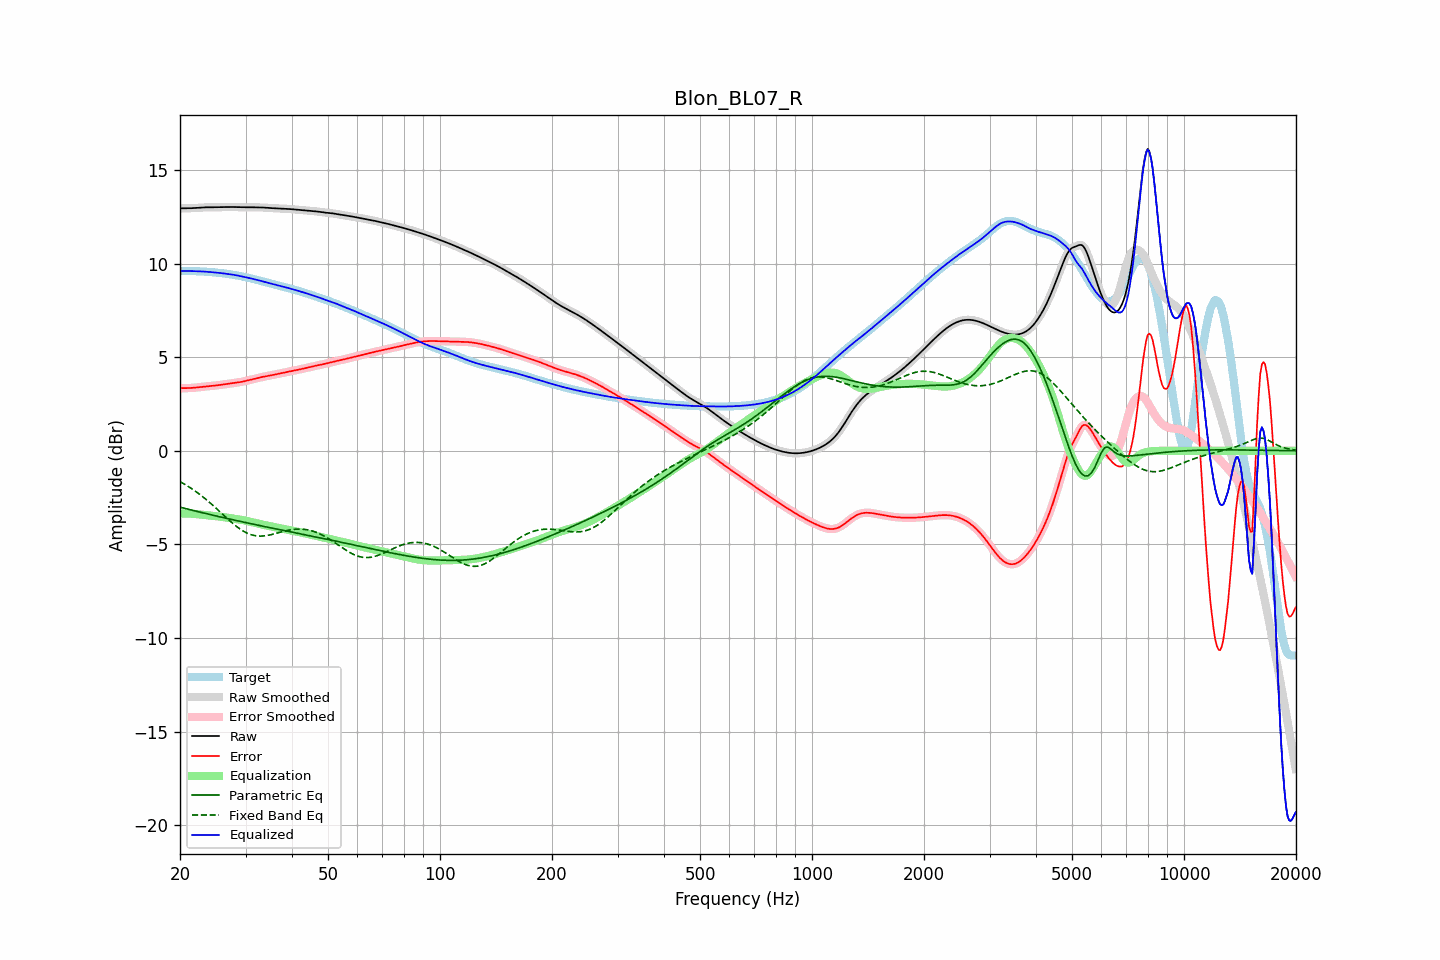 Blon_BL07_R
Amplitude (dBr)
15
10
5
0
−5
−10
−15
−20
Target
Raw Smoothed
Error Smoothed
Raw
Error
Equalization
Parametric Eq
Fixed Band Eq
Equalized
20
50
100
200
500
1000
2000
5000
10000
20000
Frequency (Hz)